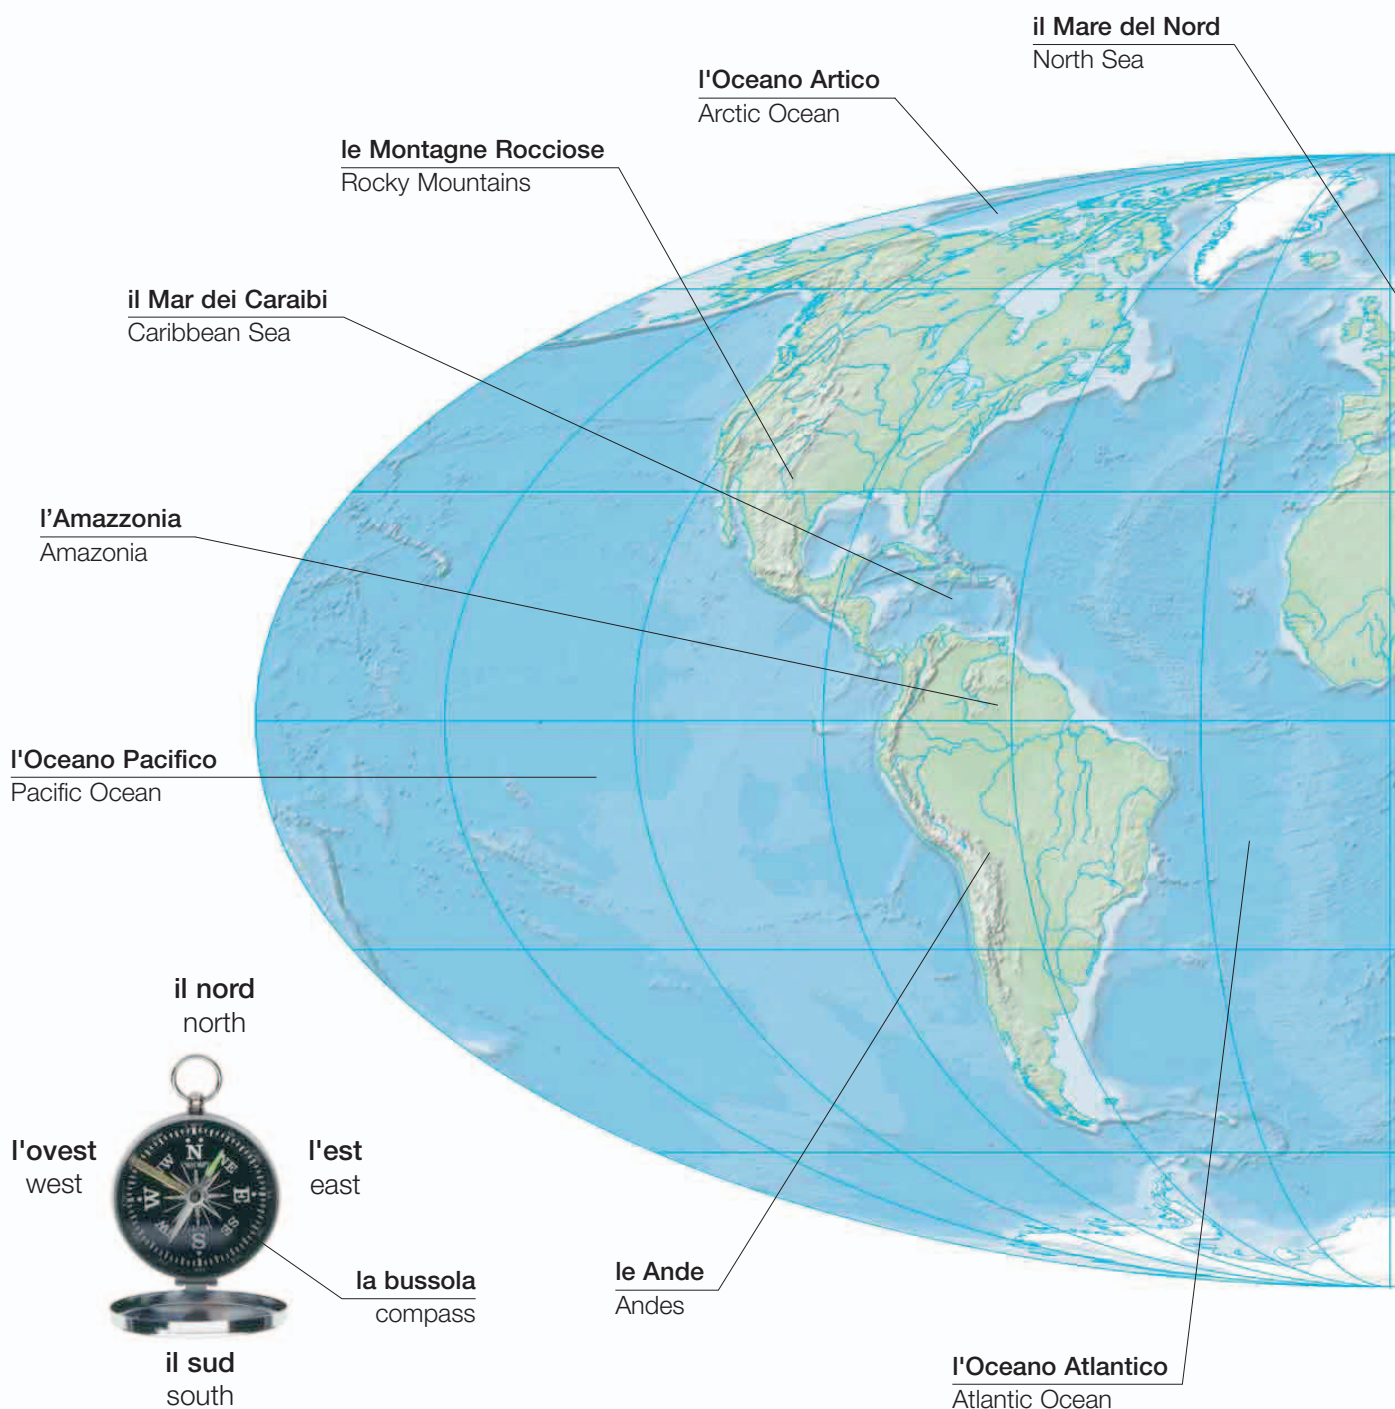 il Mare del Nord
North Sea
l'Oceano Artico
Arctic Ocean
le Montagne Rocciose
Rocky Mountains
il Mar dei Caraibi
Caribbean Sea
l’Amazzonia
Amazonia
l'Oceano Pacifico
Pacific Ocean
il nord
north
l'ovest
west
l'est
east
N
NE
E
SE
S
W
la bussola
compass
il sud
south
le Ande
Andes
l'Oceano Atlantico
Atlantic Ocean